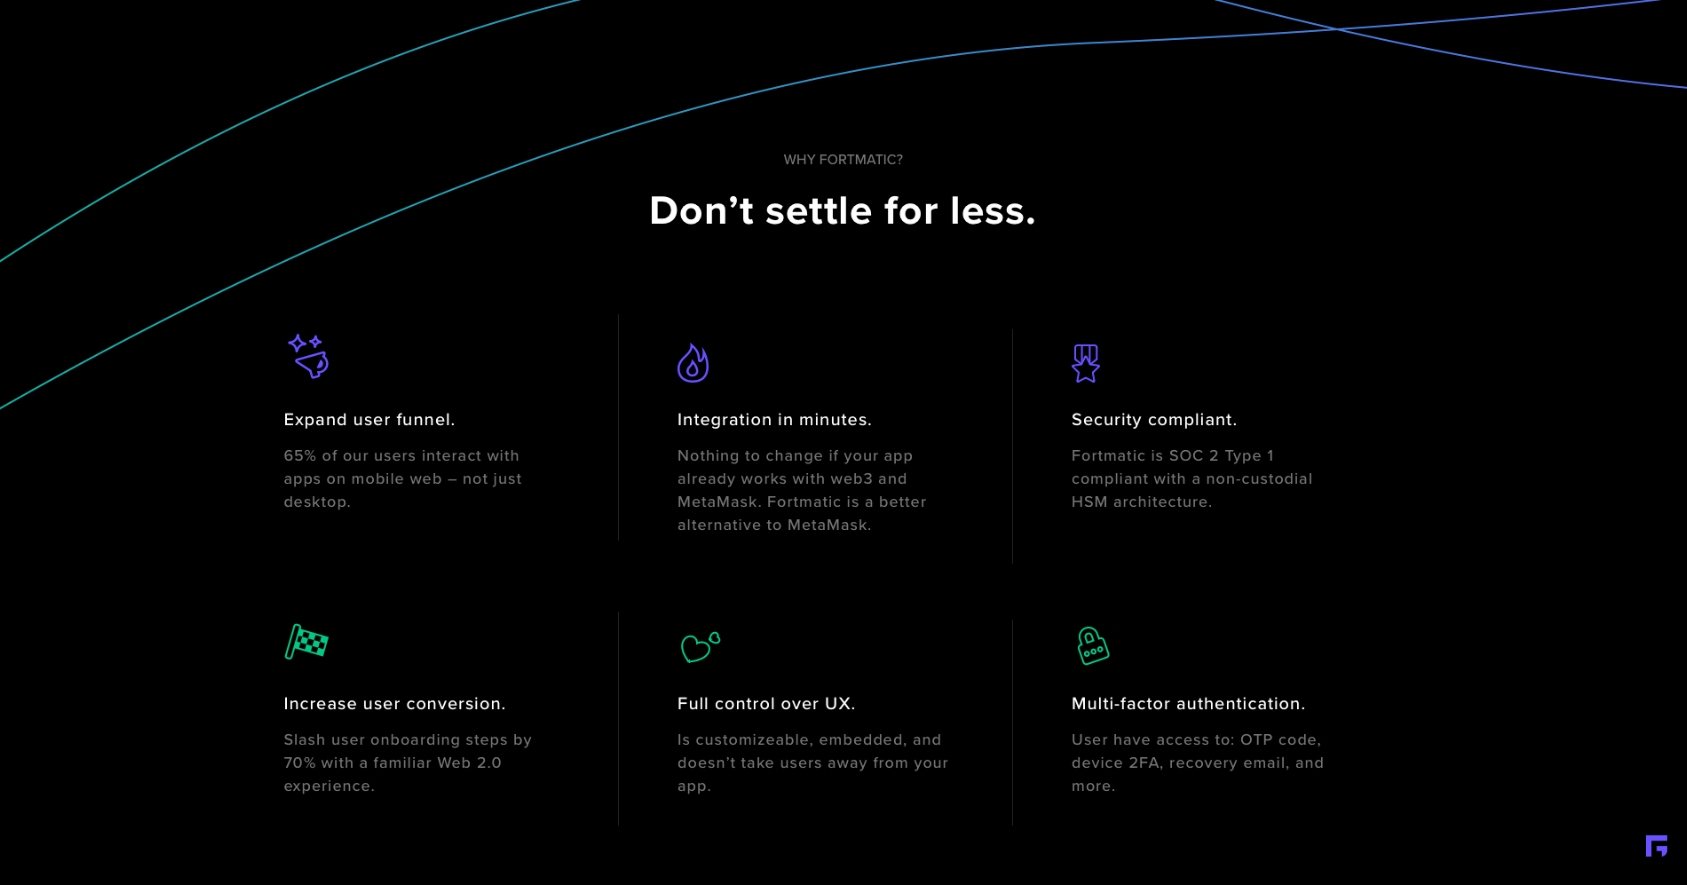 WHY FORTMATIC?
Don’t settle for less.
Expand user funnel.
65% of our users interact with
apps on mobile web – not just
desktop.
Integration in minutes.
Nothing to change if your app
already works with web3 and
MetaMask. Fortmatic is a better
alternative to MetaMask.
Security compliant.
Fortmatic is SOC 2 Type 1
compliant with a non-custodial
HSM architecture.
Increase user conversion.
Slash user onboarding steps by
70% with a familiar Web 2.0
experience.
Full control over UX.
Is customizeable, embedded, and
doesn’t take users away from your
app.
Multi-factor authentication.
User have access to: OTP code,
device 2FA, recovery email, and
more.